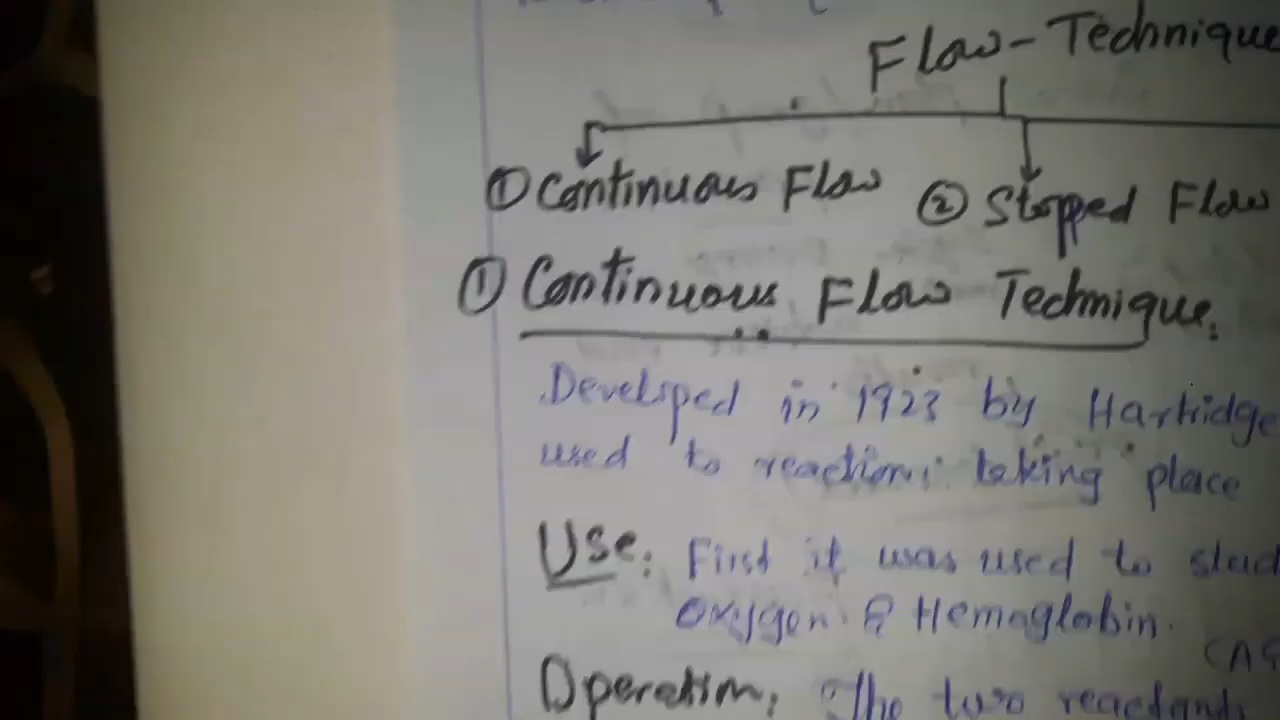 Flow-Technique
① Continuous Flow ② Stopped Flow
① Continuous Flow Technique:
Developed in 1923 by Hartridge
used to reaction: taking place
Use: First it was used to stud
Oxygen & Hemoglobin.
Operation: The two reactants